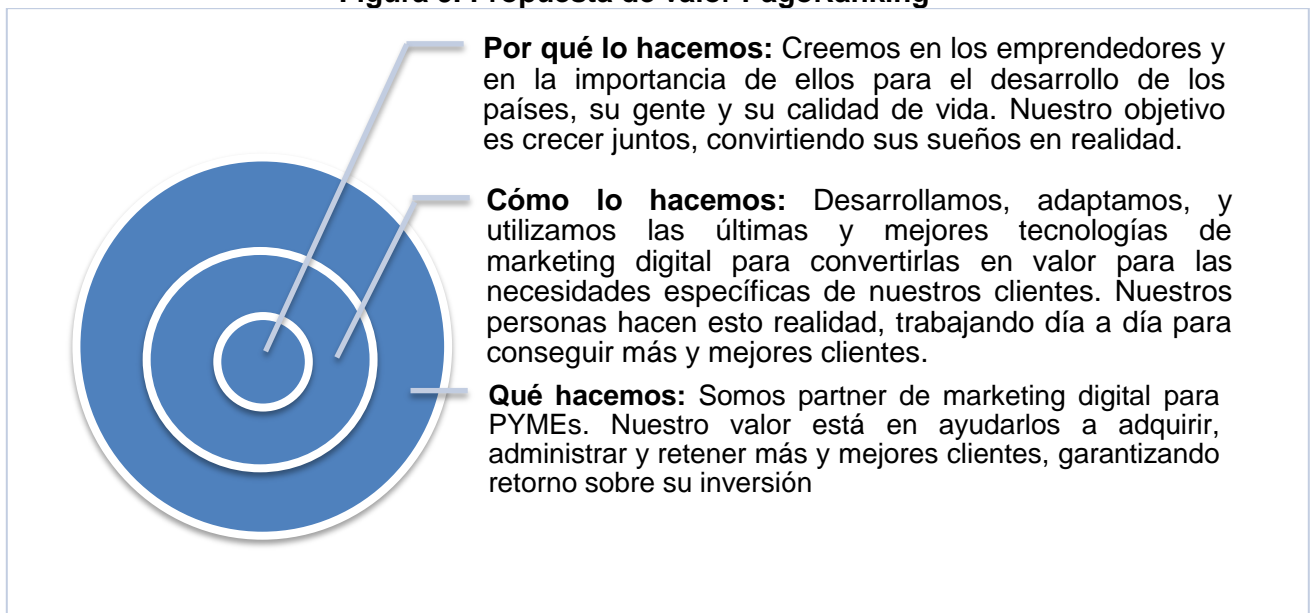 Por qué lo hacemos: Creemos en los emprendedores y
en la importancia de ellos para el desarrollo de los
países, su gente y su calidad de vida. Nuestro objetivo
es crecer juntos, convirtiendo sus sueños en realidad.
Cómo lo hacemos: Desarrollamos, adaptamos, y
utilizamos las últimas y mejores tecnologías de
marketing digital para convertirlas en valor para las
necesidades específicas de nuestros clientes. Nuestros
personas hacen esto realidad, trabajando día a día para
conseguir más y mejores clientes.
Qué hacemos: Somos partner de marketing digital para
PYMEs. Nuestro valor está en ayudarlos a adquirir,
administrar y retener más y mejores clientes, garantizando
retorno sobre su inversión